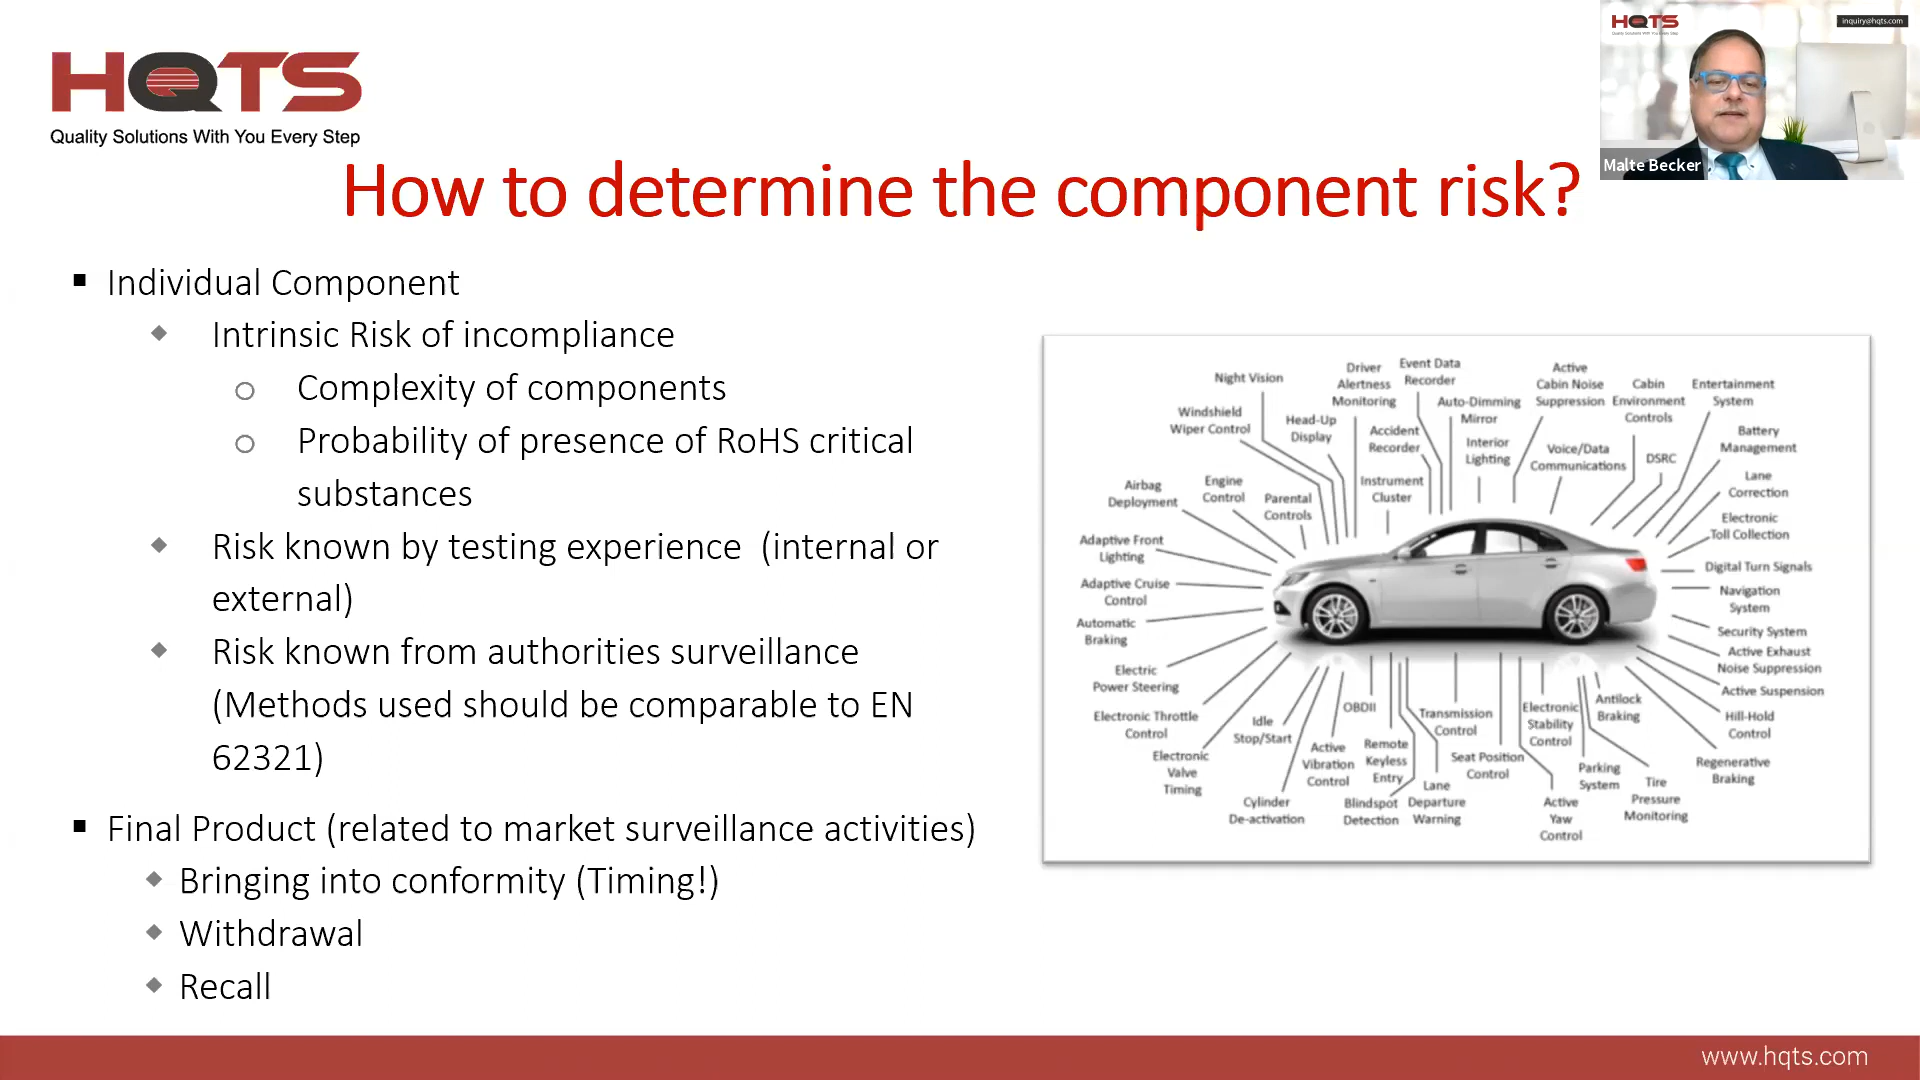 HQTS
Quality Solutions With You Every Step
HQTS
inquiry@hqts.com
Malte Becker
How to determine the component risk?
Individual Component
Intrinsic Risk of incompliance
Complexity of components
Probability of presence of RoHS critical
substances
Risk known by testing experience (internal or
external)
Risk known from authorities surveillance
(Methods used should be comparable to EN
62321)
Final Product (related to market surveillance activities)
Bringing into conformity (Timing!)
Withdrawal
Recall
Night Vision
Driver
Alertness
Monitoring
Event Data
Recorder
Active
Cabin Noise
Suppression
Cabin
Environment
Controls
Entertainment
System
Windshield
Wiper Control
Head-Up
Display
Accident
Recorder
Auto-Dimming
Mirror
Interior
Lighting
Voice/Data
Communications
DSRC
Battery
Management
Airbag
Deployment
Engine
Control
Parental
Controls
Instrument
Cluster
Lane
Correction
Electronic
Toll Collection
Adaptive Front
Lighting
Digital Turn Signals
Adaptive Cruise
Control
Navigation
System
Automatic
Braking
Security System
Active Exhaust
Noise Suppression
Electric
Power Steering
Active Suspension
Electronic Throttle
Control
Idle
Stop/Start
OBDII
Transmission
Control
Electronic
Stability
Control
Antilock
Braking
Hill-Hold
Control
Electronic
Valve
Timing
Active
Vibration
Control
Remote
Keyless
Entry
Seat Position
Control
Parking
System
Regenerative
Braking
Cylinder
De-activation
Blindspot
Detection
Lane
Departure
Warning
Active
Yaw
Control
Tire
Pressure
Monitoring
www.hqts.com